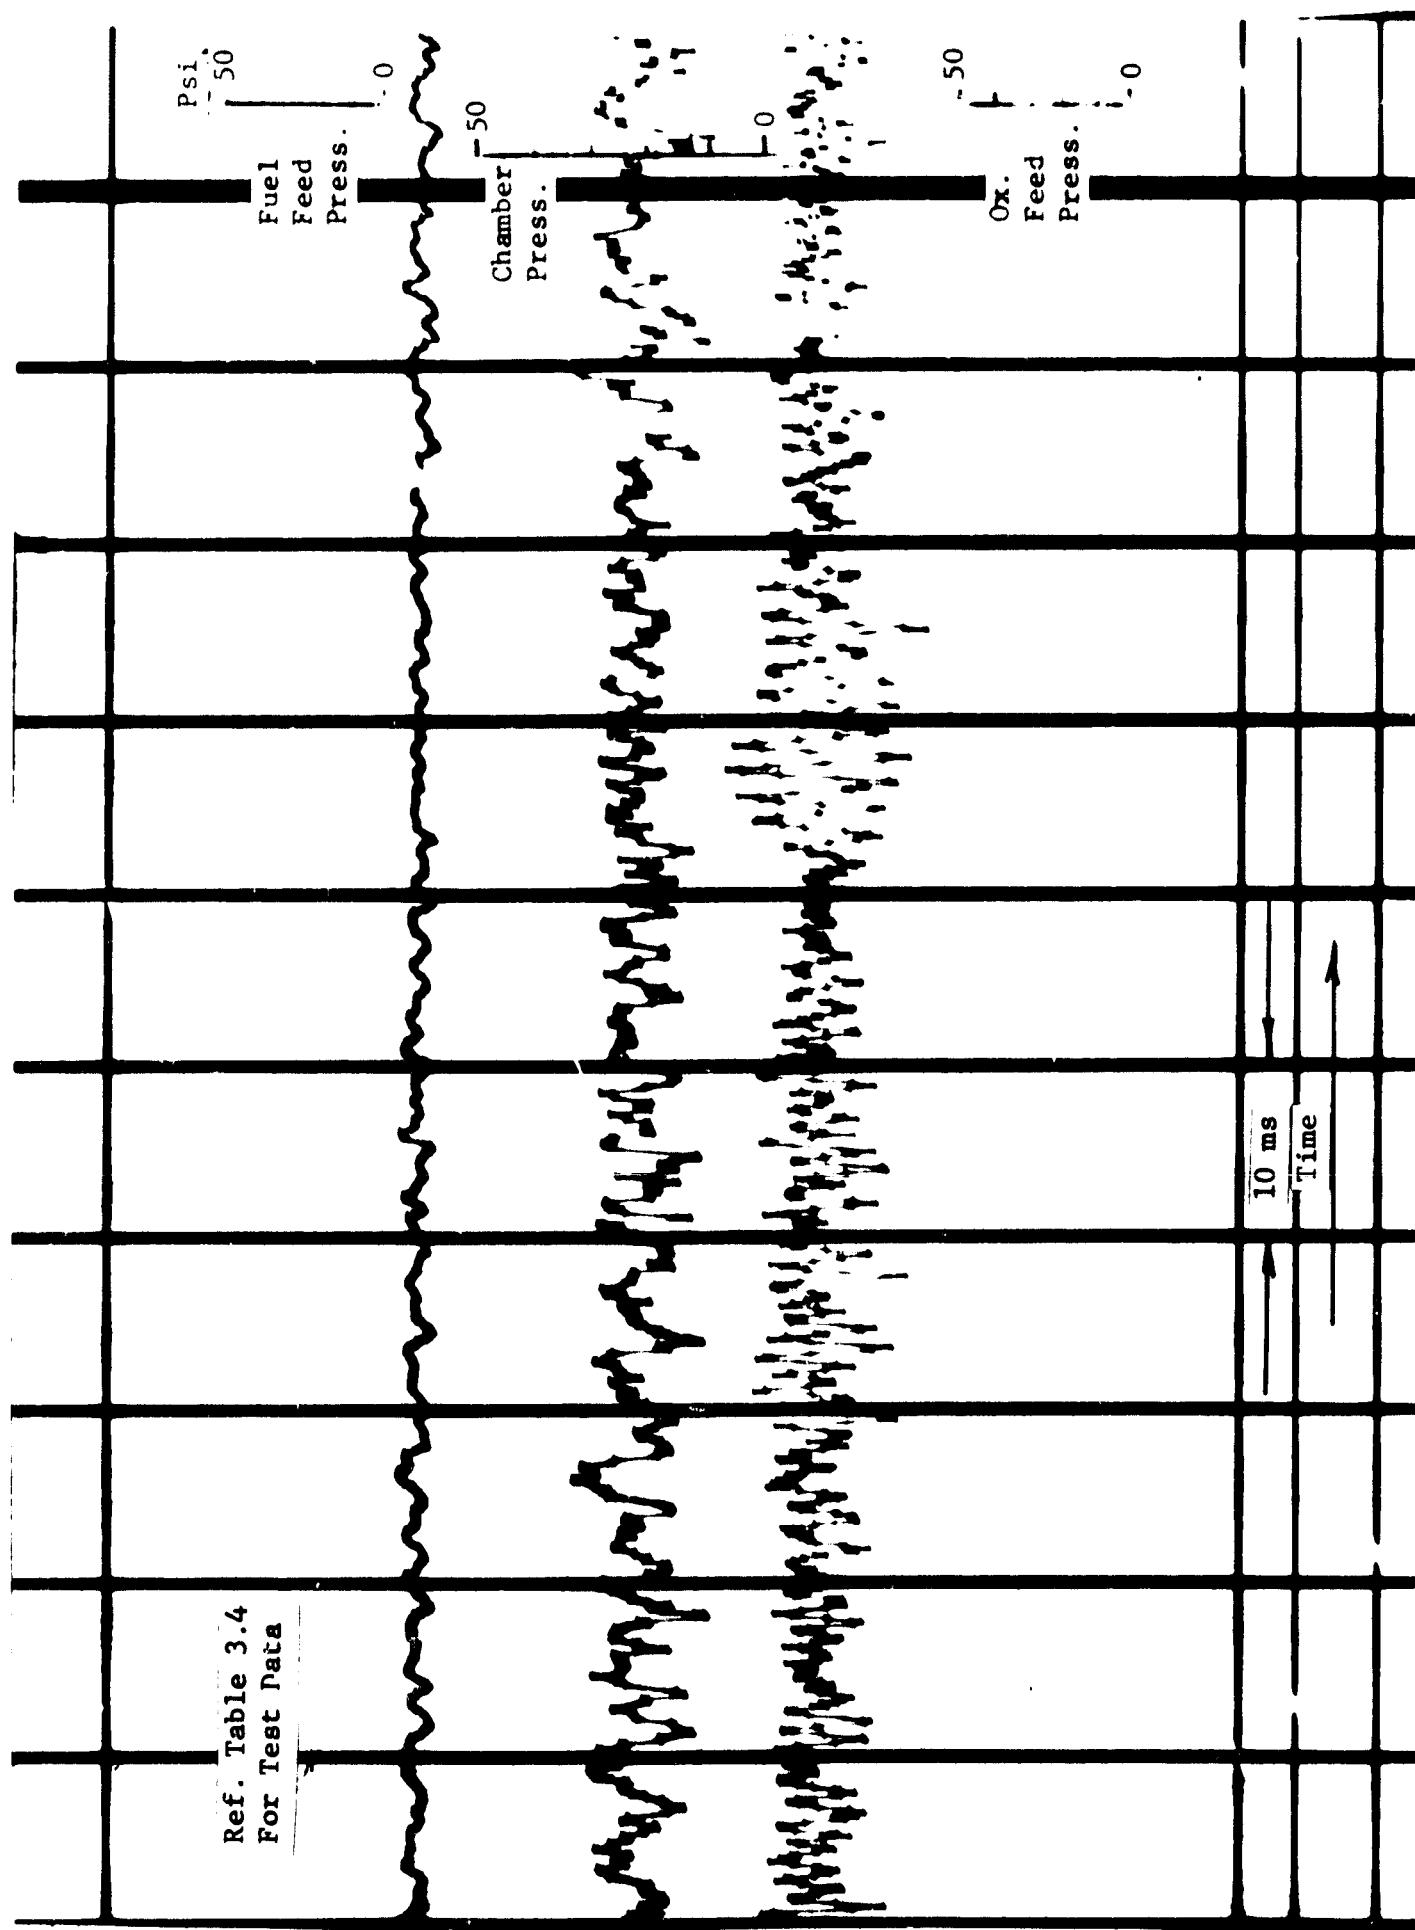 Ref. Table 3.4
For Test Data
Psi
50
0
Fuel
Feed
Press.
50
0
Chamber
Press.
50
0
Ox.
Feed
Press.
10 ms
Time